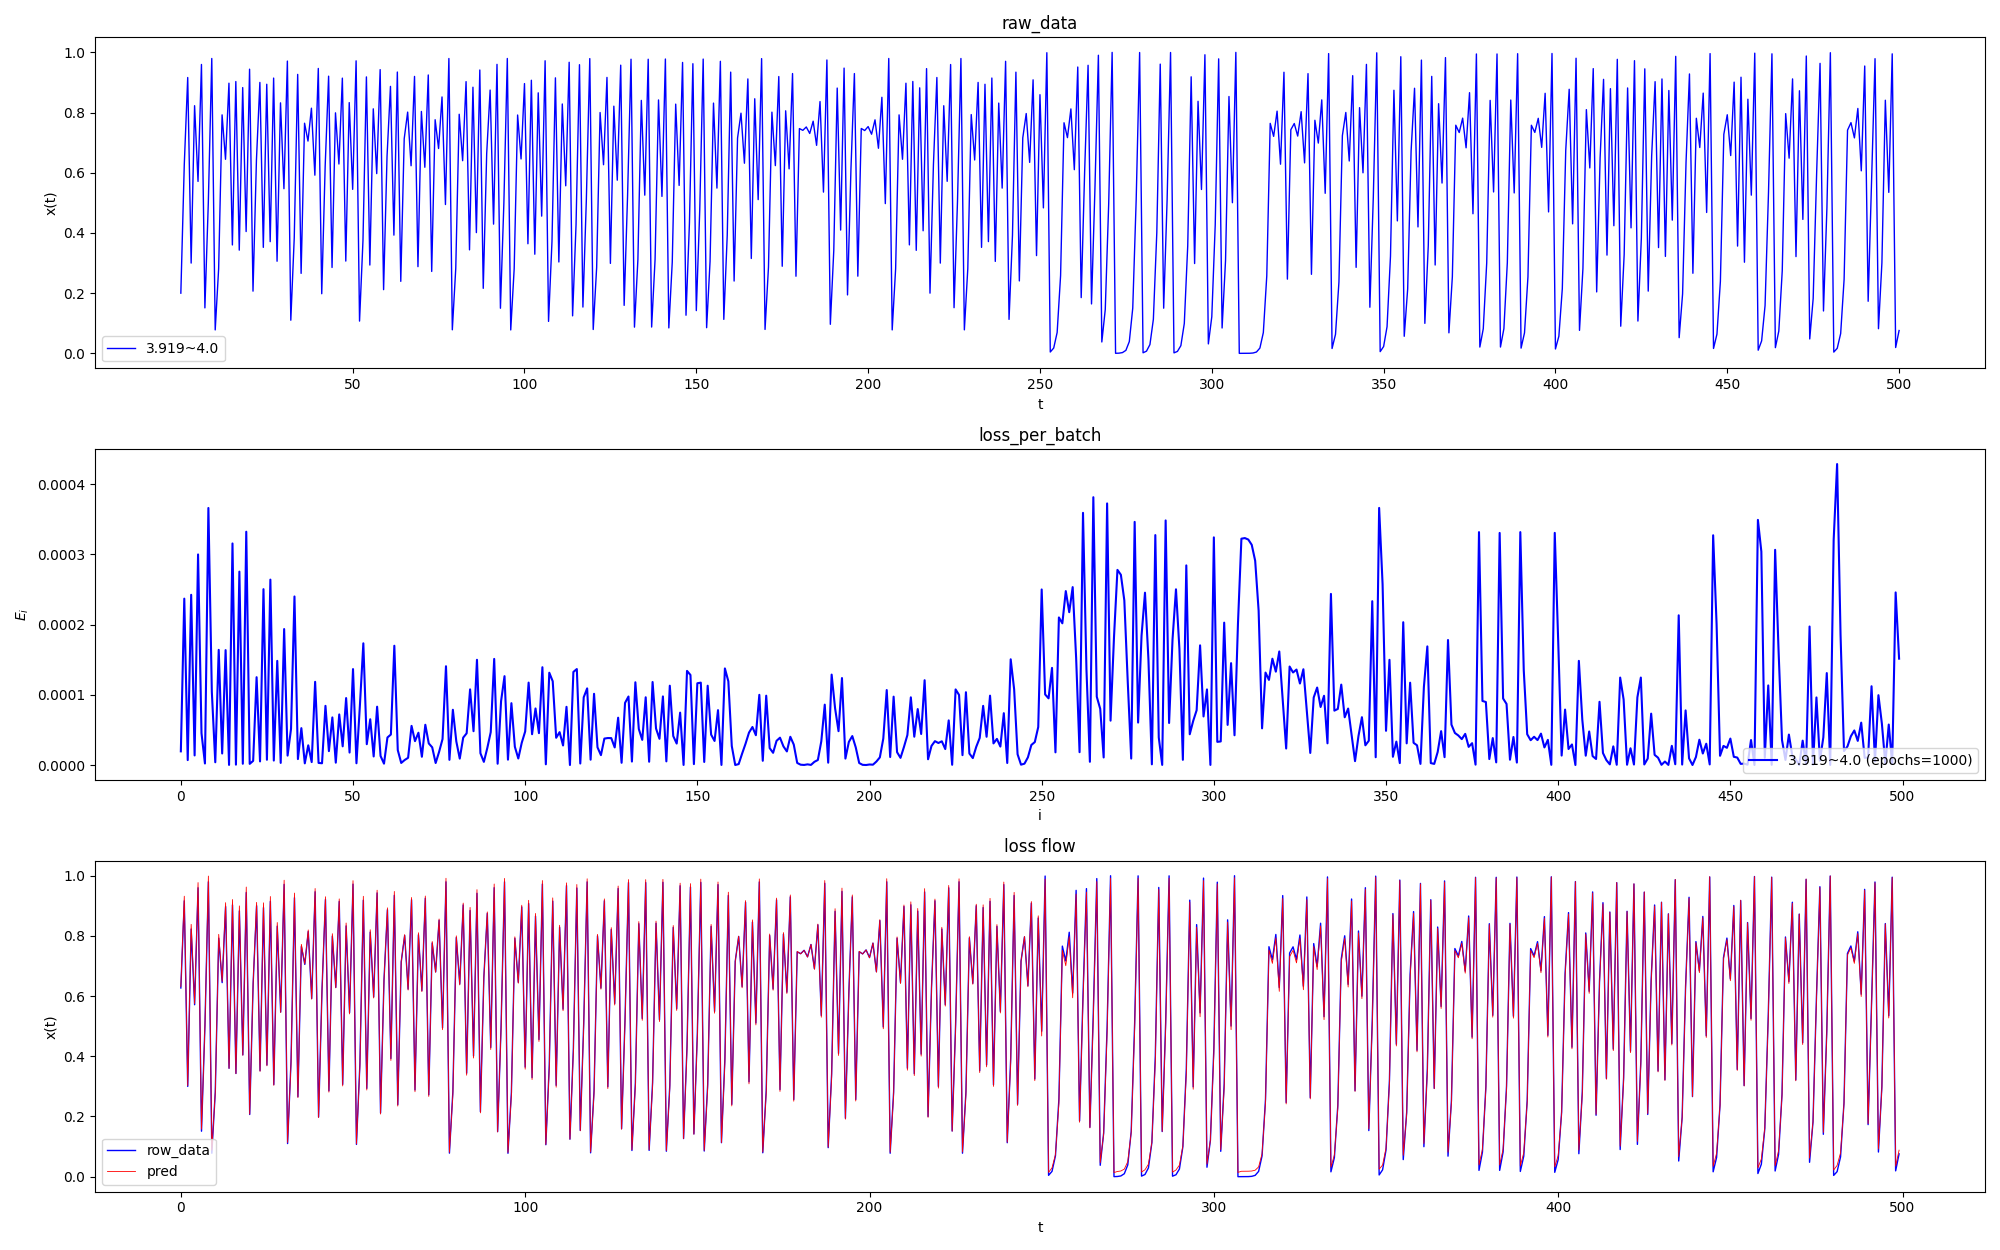 raw_data
1.0
0.8
0.6
0.4
0.2
0.0
x(t)
3.919~4.0
50 100 150 200 250 300 350 400 450 500
t
loss_per_batch
0.0004
0.0003
0.0002
0.0001
0.0000
E_i
3.919~4.0 (epochs=1000)
0 50 100 150 200 250 300 350 400 450 500
i
loss flow
1.0
0.8
0.6
0.4
0.2
0.0
x(t)
row_data
pred
0 100 200 300 400 500
t